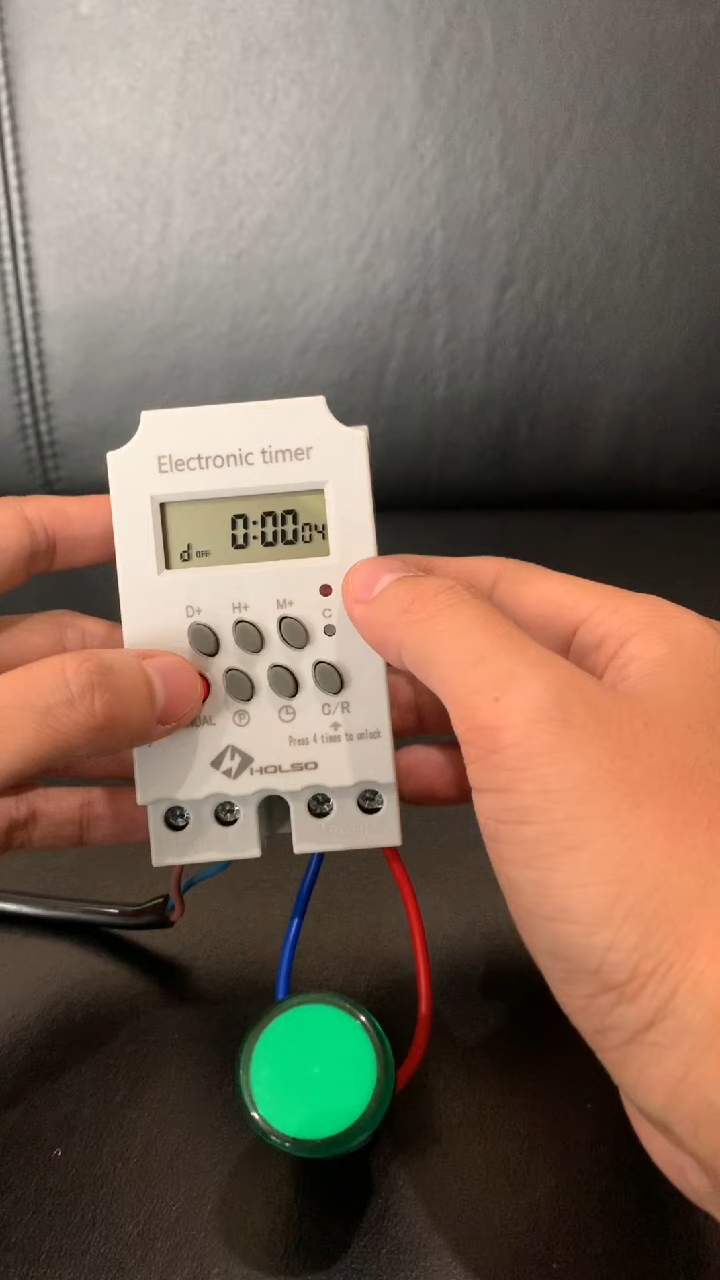 Electronic timer
0:00 04
d OFF
D+ H+ M+
C
P C/R
Press 4 times to unlock
HOLSO